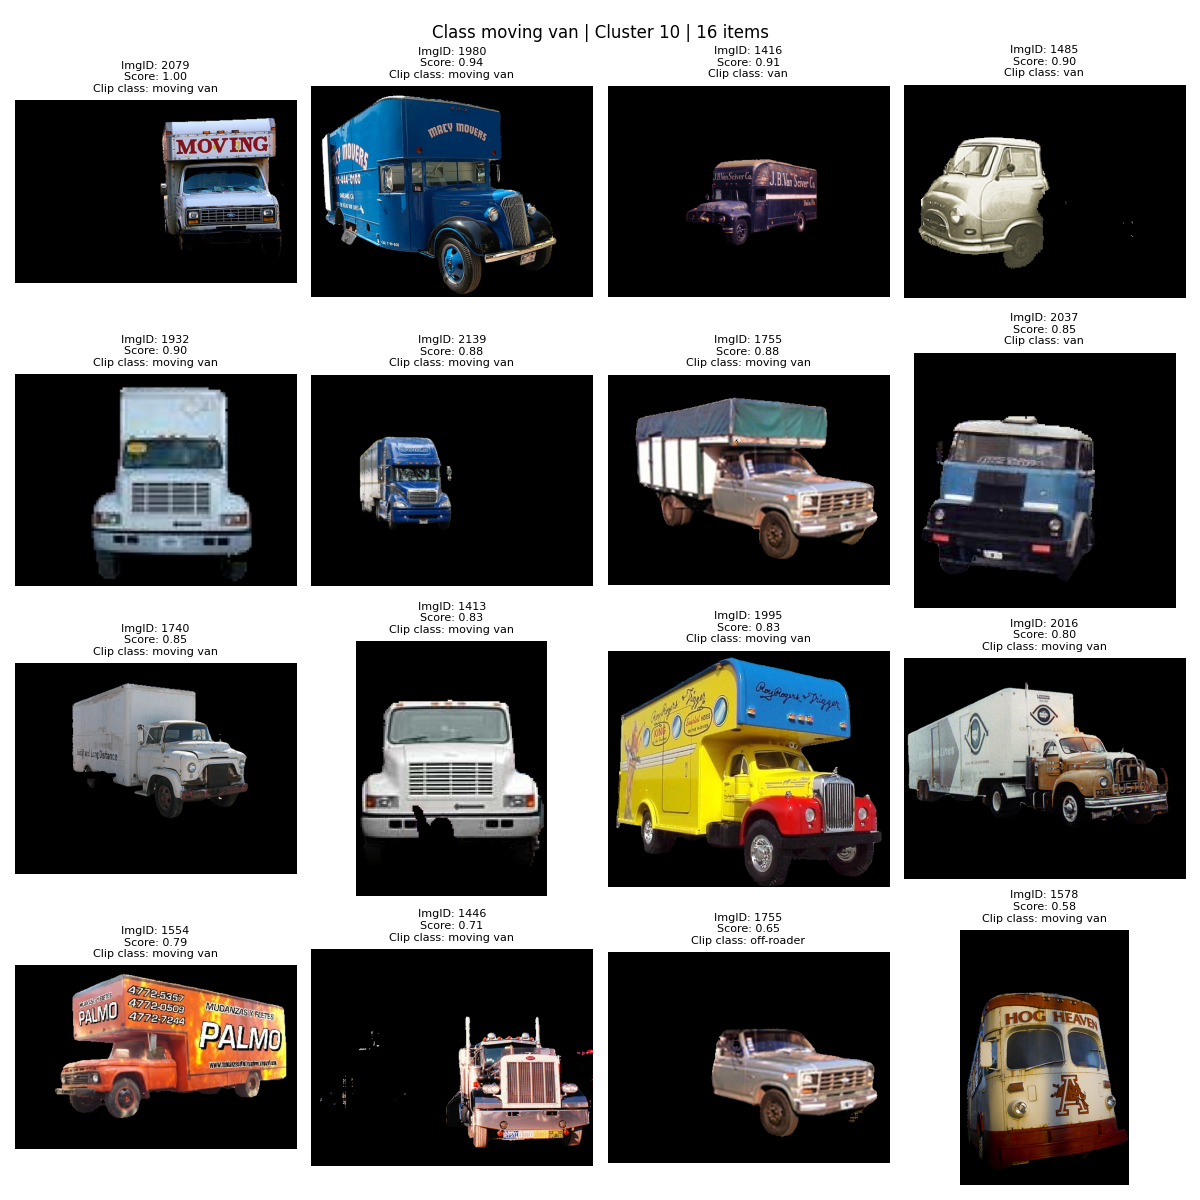 Class moving van | Cluster 10 | 16 items
ImgID: 2079
Score: 1.00
Clip class: moving van
ImgID: 1980
Score: 0.94
Clip class: moving van
ImgID: 1416
Score: 0.91
Clip class: van
ImgID: 1485
Score: 0.90
Clip class: van
MOVING
MACY MOVERS
CY MOVERS
J.B.Van Sciver Co.
ImgID: 1932
Score: 0.90
Clip class: moving van
ImgID: 2139
Score: 0.88
Clip class: moving van
ImgID: 1755
Score: 0.88
Clip class: moving van
ImgID: 2037
Score: 0.85
Clip class: van
ImgID: 1740
Score: 0.85
Clip class: moving van
ImgID: 1413
Score: 0.83
Clip class: moving van
ImgID: 1995
Score: 0.83
Clip class: moving van
ImgID: 2016
Score: 0.80
Clip class: moving van
and Long Distance
Roy Rogers & Trigger
Roy Rogers & Trigger
KING
ImgID: 1554
Score: 0.79
Clip class: moving van
ImgID: 1446
Score: 0.71
Clip class: moving van
ImgID: 1755
Score: 0.65
Clip class: off-roader
ImgID: 1578
Score: 0.58
Clip class: moving van
PALMO
4772-5357
4772-0509
4772-7244
MUDANZAS Y FLETES
PALMO
HOG HEAVEN
A